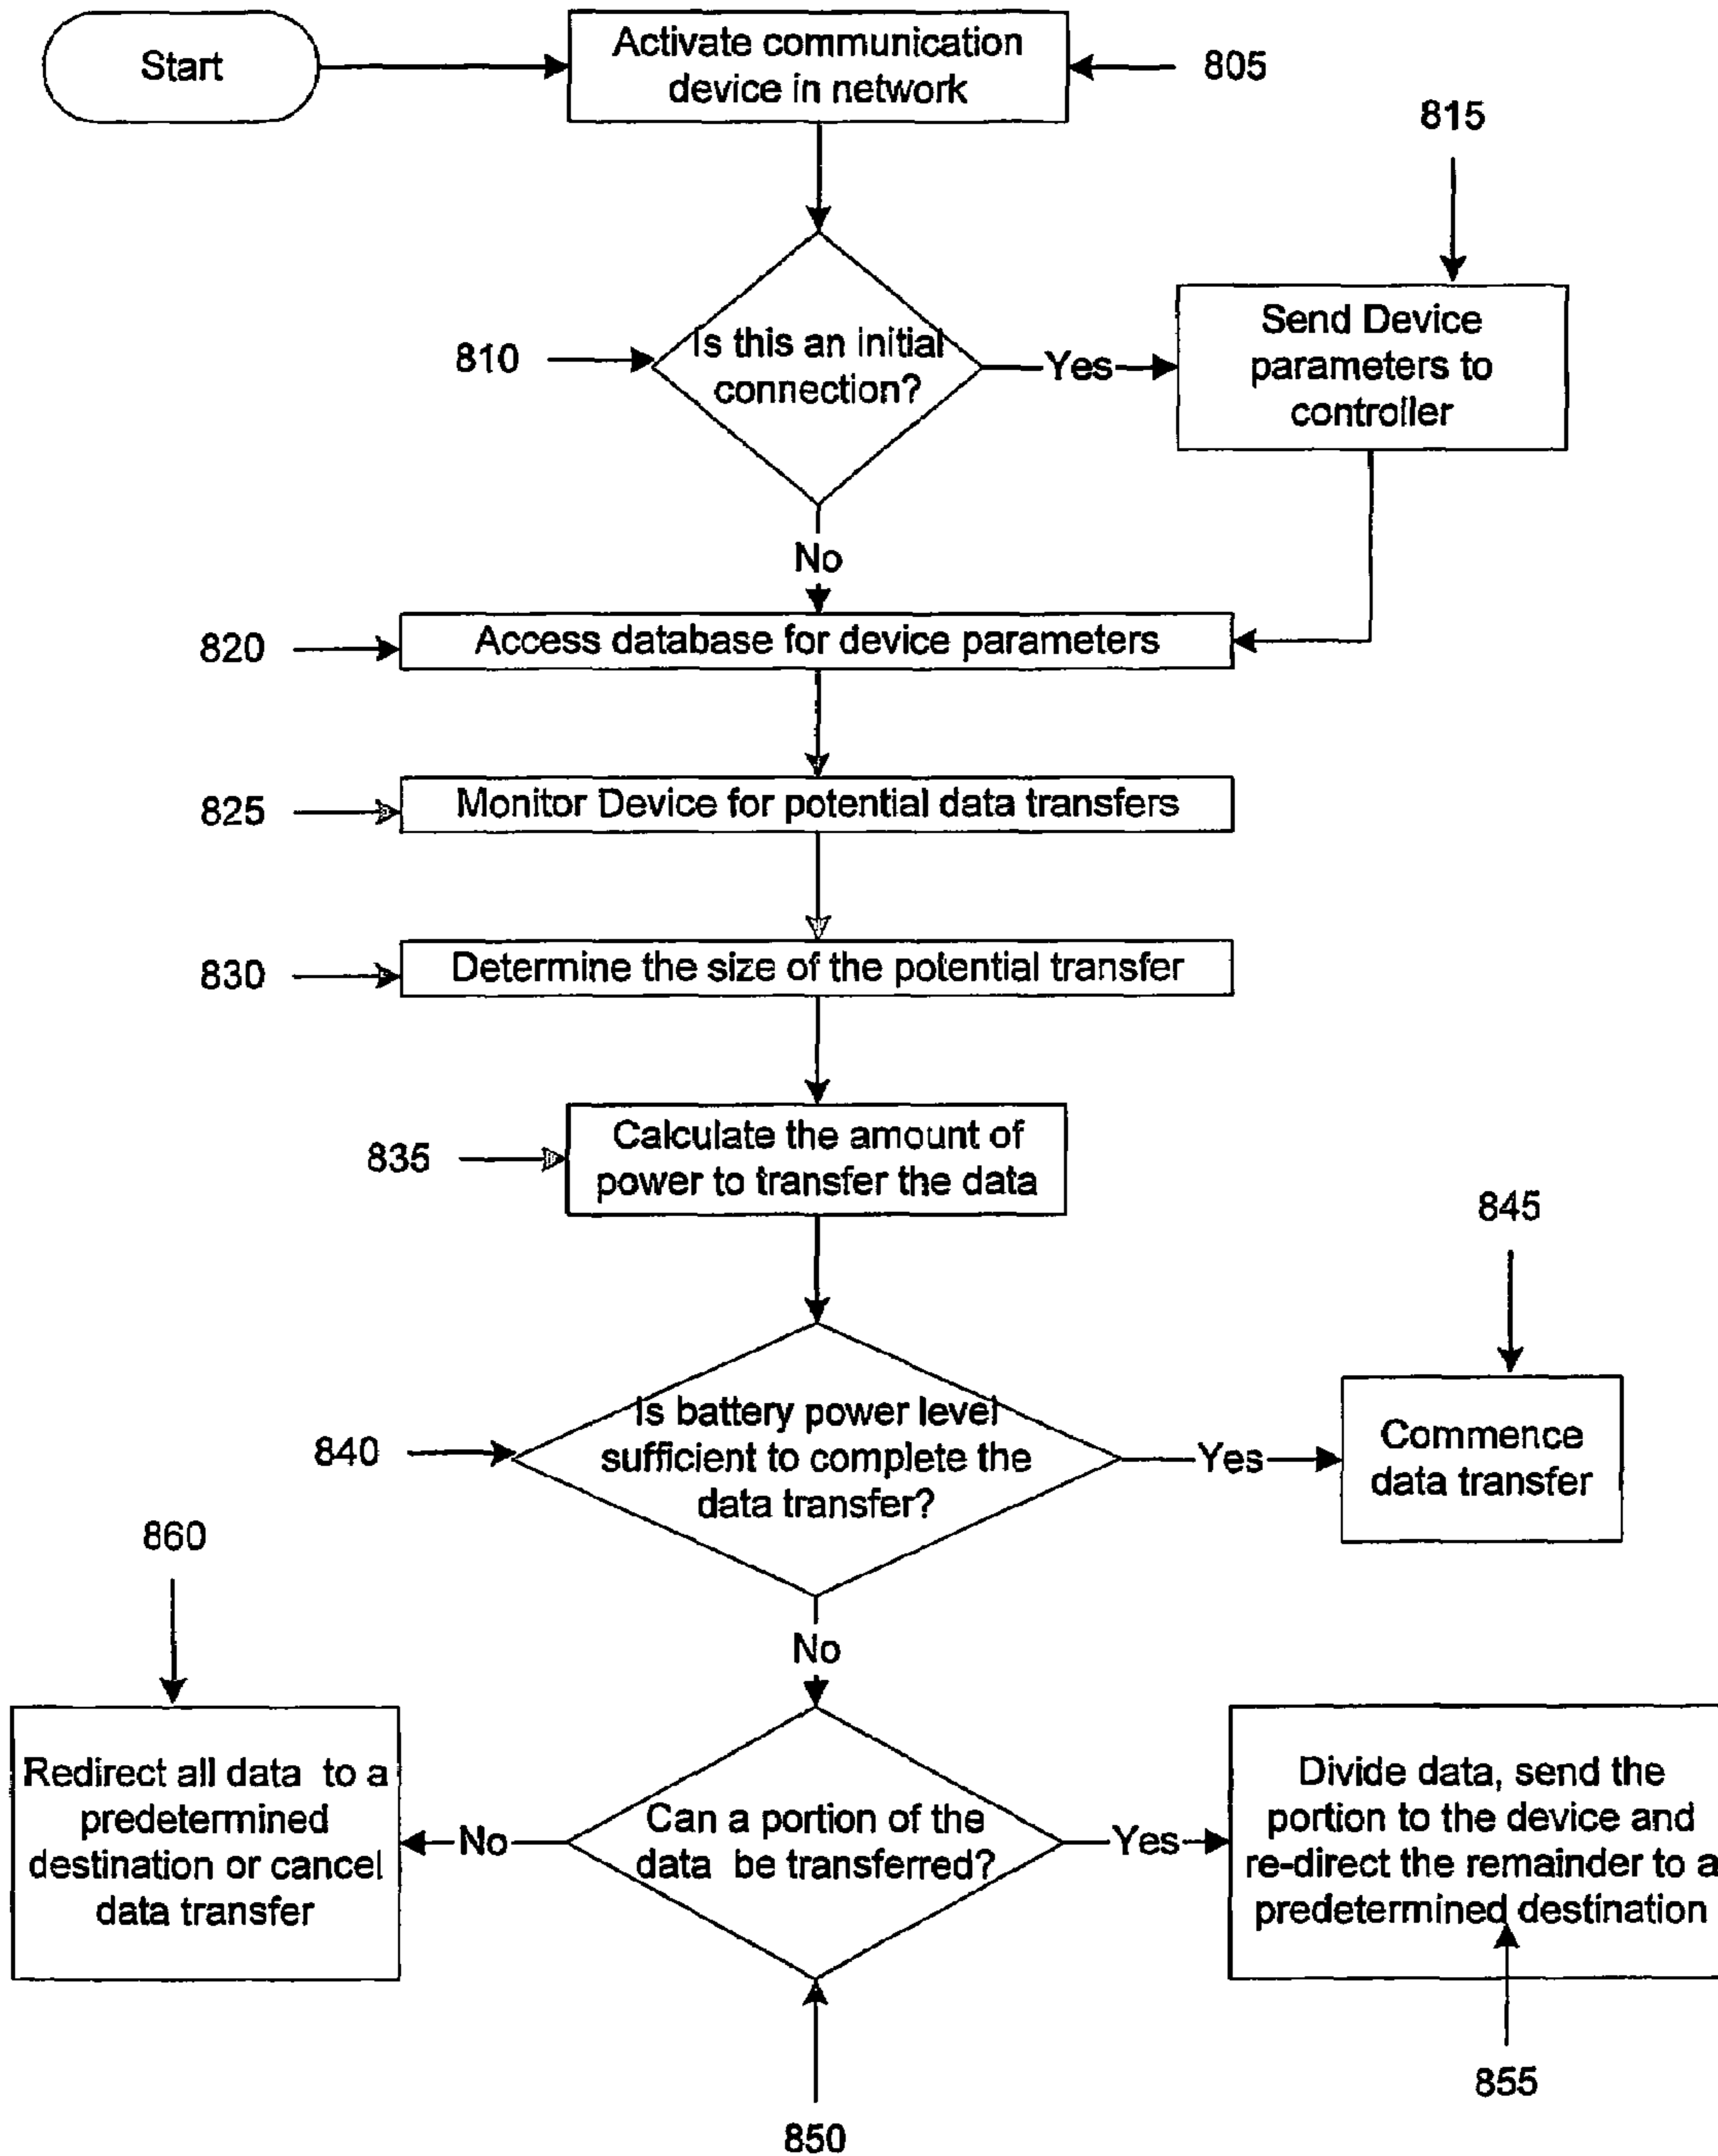 Start
Activate communication
device in network
805
815
810
Is this an initial
connection?
Yes
Send Device
parameters to
controller
No
820
Access database for device parameters
825
Monitor Device for potential data transfers
830
Determine the size of the potential transfer
835
Calculate the amount of
power to transfer the data
845
840
Is battery power level
sufficient to complete the
data transfer?
Yes
Commence
data transfer
860
No
Redirect all data to a
predetermined
destination or cancel
data transfer
No
Can a portion of the
data be transferred?
Yes
Divide data, send the
portion to the device and
re-direct the remainder to a
predetermined destination
855
850